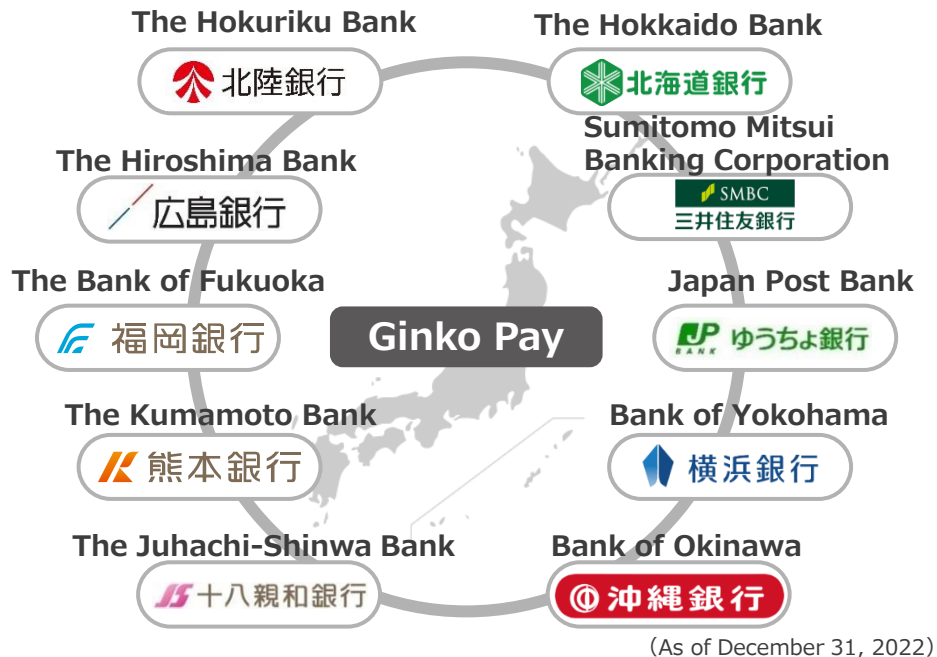 The Hokuriku Bank
北陸銀行
The Hokkaido Bank
北海道銀行
The Hiroshima Bank
広島銀行
Sumitomo Mitsui
Banking Corporation
SMBC
三井住友銀行
The Bank of Fukuoka
福岡銀行
Ginko Pay
Japan Post Bank
JP
BANK
ゆうちょ銀行
The Kumamoto Bank
熊本銀行
Bank of Yokohama
横浜銀行
The Juhachi-Shinwa Bank
十八親和銀行
Bank of Okinawa
沖縄銀行
（As of December 31, 2022）